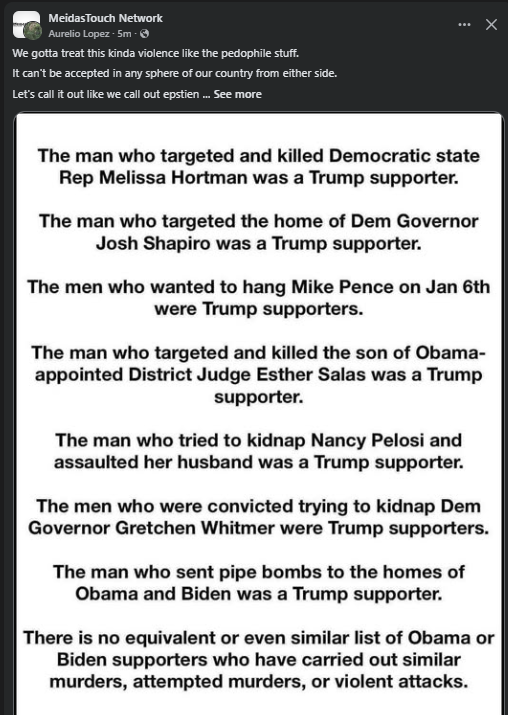 MeidasTouch Network
Aurelio Lopez · 5m ·
We gotta treat this kinda violence like the pedophile stuff.
It can't be accepted in any sphere of our country from either side.
Let's call it out like we call out epstien ... See more
The man who targeted and killed Democratic state
Rep Melissa Hortman was a Trump supporter.
The man who targeted the home of Dem Governor
Josh Shapiro was a Trump supporter.
The men who wanted to hang Mike Pence on Jan 6th
were Trump supporters.
The man who targeted and killed the son of Obama-
appointed District Judge Esther Salas was a Trump
supporter.
The man who tried to kidnap Nancy Pelosi and
assaulted her husband was a Trump supporter.
The men who were convicted trying to kidnap Dem
Governor Gretchen Whitmer were Trump supporters.
The man who sent pipe bombs to the homes of
Obama and Biden was a Trump supporter.
There is no equivalent or even similar list of Obama or
Biden supporters who have carried out similar
murders, attempted murders, or violent attacks.